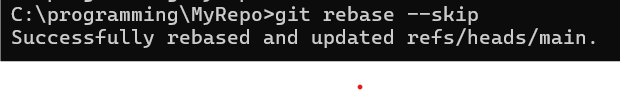 C:\programming\MyRepo>git rebase --skip
Successfully rebased and updated refs/heads/main.